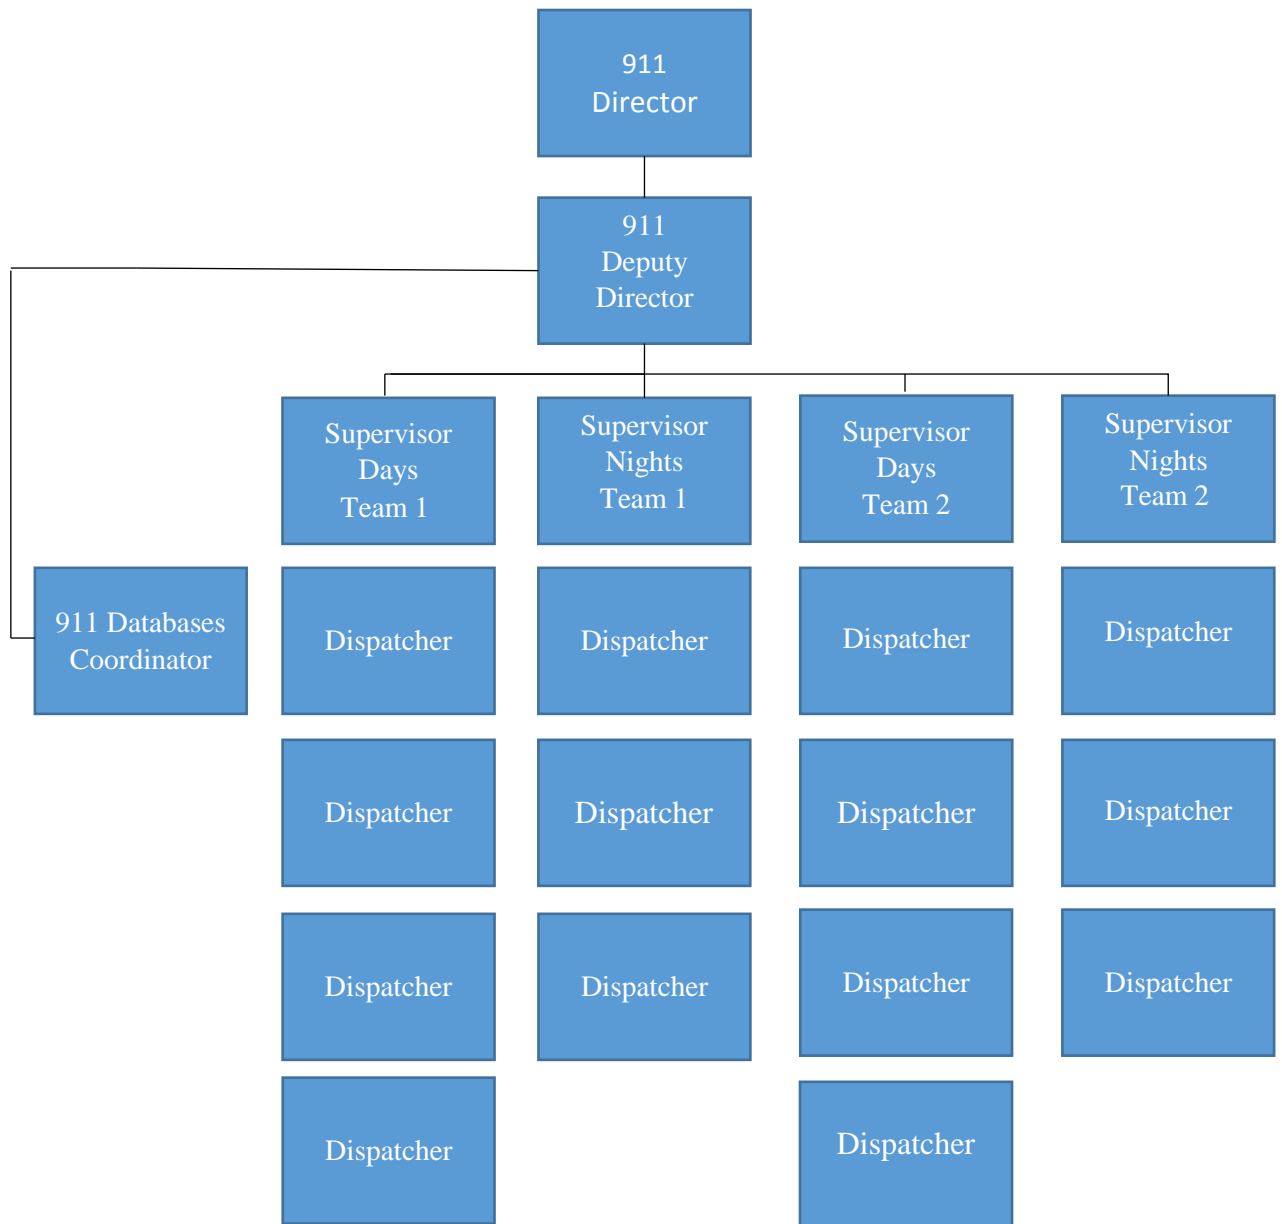 911
Director
911
Deputy
Director
Supervisor
Days
Team 1
Supervisor
Nights
Team 1
Supervisor
Days
Team 2
Supervisor
Nights
Team 2
911 Databases
Coordinator
Dispatcher
Dispatcher
Dispatcher
Dispatcher
Dispatcher
Dispatcher
Dispatcher
Dispatcher
Dispatcher
Dispatcher
Dispatcher
Dispatcher
Dispatcher
Dispatcher